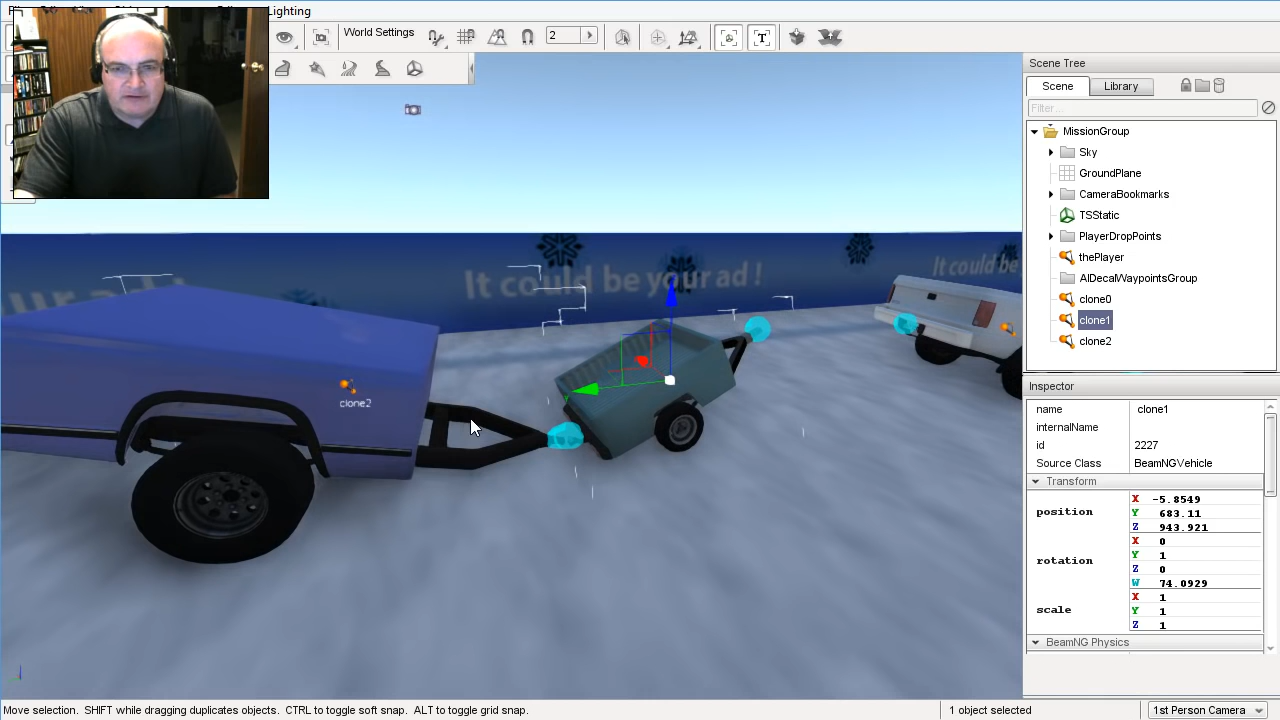 Lighting
World Settings
2
T
Scene Tree
Scene
Library
Filter...
MissionGroup
Sky
GroundPlane
CameraBookmarks
TSStatic
PlayerDropPoints
thePlayer
AIDecalWaypointsGroup
clone0
clone1
clone2
our ad !
It could be your ad !
It could be
clone2
Inspector
name clone1
internalName
id 2227
Source Class BeamNGVehicle
Transform
position X -5.8549
Y 683.11
Z 943.921
rotation X 0
Y 1
Z 0
W 74.0929
scale X 1
Y 1
Z 1
BeamNG Physics
Move selection. SHIFT while dragging duplicates objects. CTRL to toggle soft snap. ALT to toggle grid snap.
1 object selected
1st Person Camera